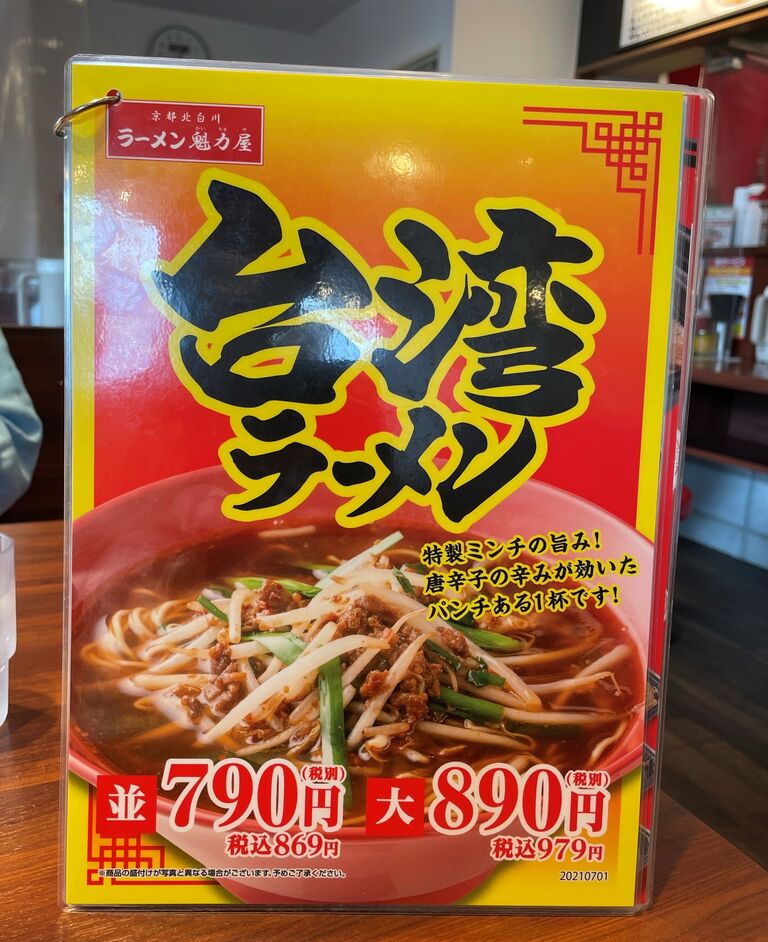 京都北白川
ラーメン魁力屋
台湾
ラーメン
特製ミンチの旨み!
唐辛子の辛みが効いた
パンチある1杯です!
並 790円(税別)
税込869円
大 890円(税別)
税込979円
※商品の盛付けが写真と異なる場合がございます。予めご了承ください。
20210701